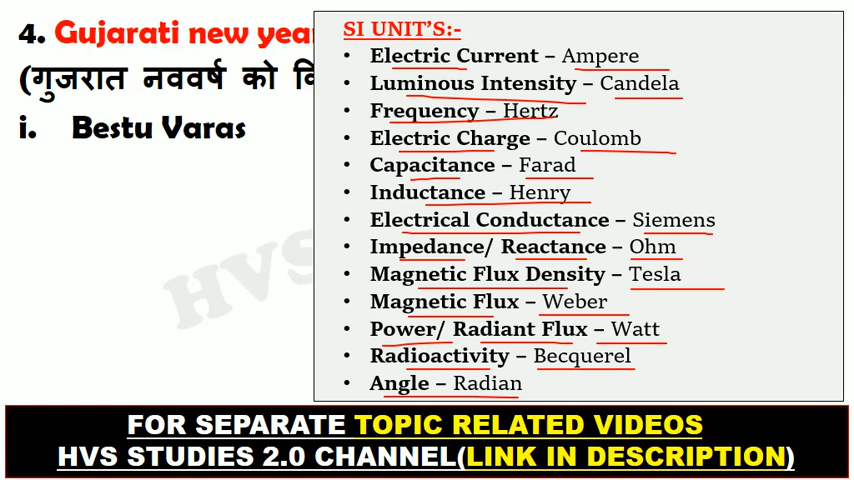 4. Gujarati new year
(गुजरात नववर्ष को
i. Bestu Varas
SI UNIT'S:-
• Electric Current – Ampere
• Luminous Intensity – Candela
• Frequency – Hertz
• Electric Charge – Coulomb
• Capacitance – Farad
• Inductance – Henry
• Electrical Conductance – Siemens
• Impedance/ Reactance – Ohm
• Magnetic Flux Density – Tesla
• Magnetic Flux – Weber
• Power/ Radiant Flux – Watt
• Radioactivity – Becquerel
• Angle – Radian
HVS
FOR SEPARATE TOPIC RELATED VIDEOS
HVS STUDIES 2.0 CHANNEL(LINK IN DESCRIPTION)